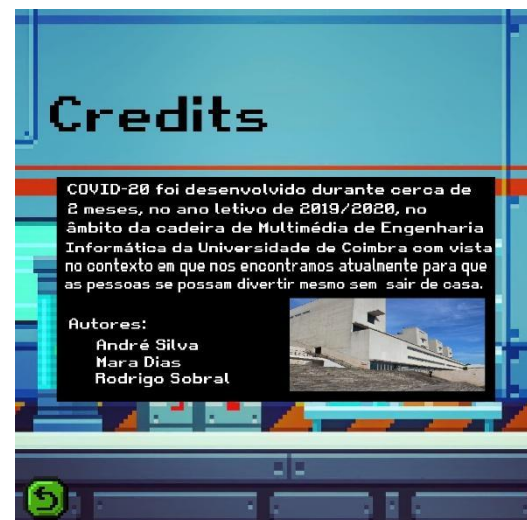 Credits
COVID-20 foi desenvolvido durante cerca de
2 meses, no ano letivo de 2019/2020, no
âmbito da cadeira de Multimédia de Engenharia
Informática da Universidade de Coimbra com vista
no contexto em que nos encontramos atualmente para que
as pessoas se possam divertir mesmo sem sair de casa.
Autores:
André Silva
Mara Dias
Rodrigo Sobral